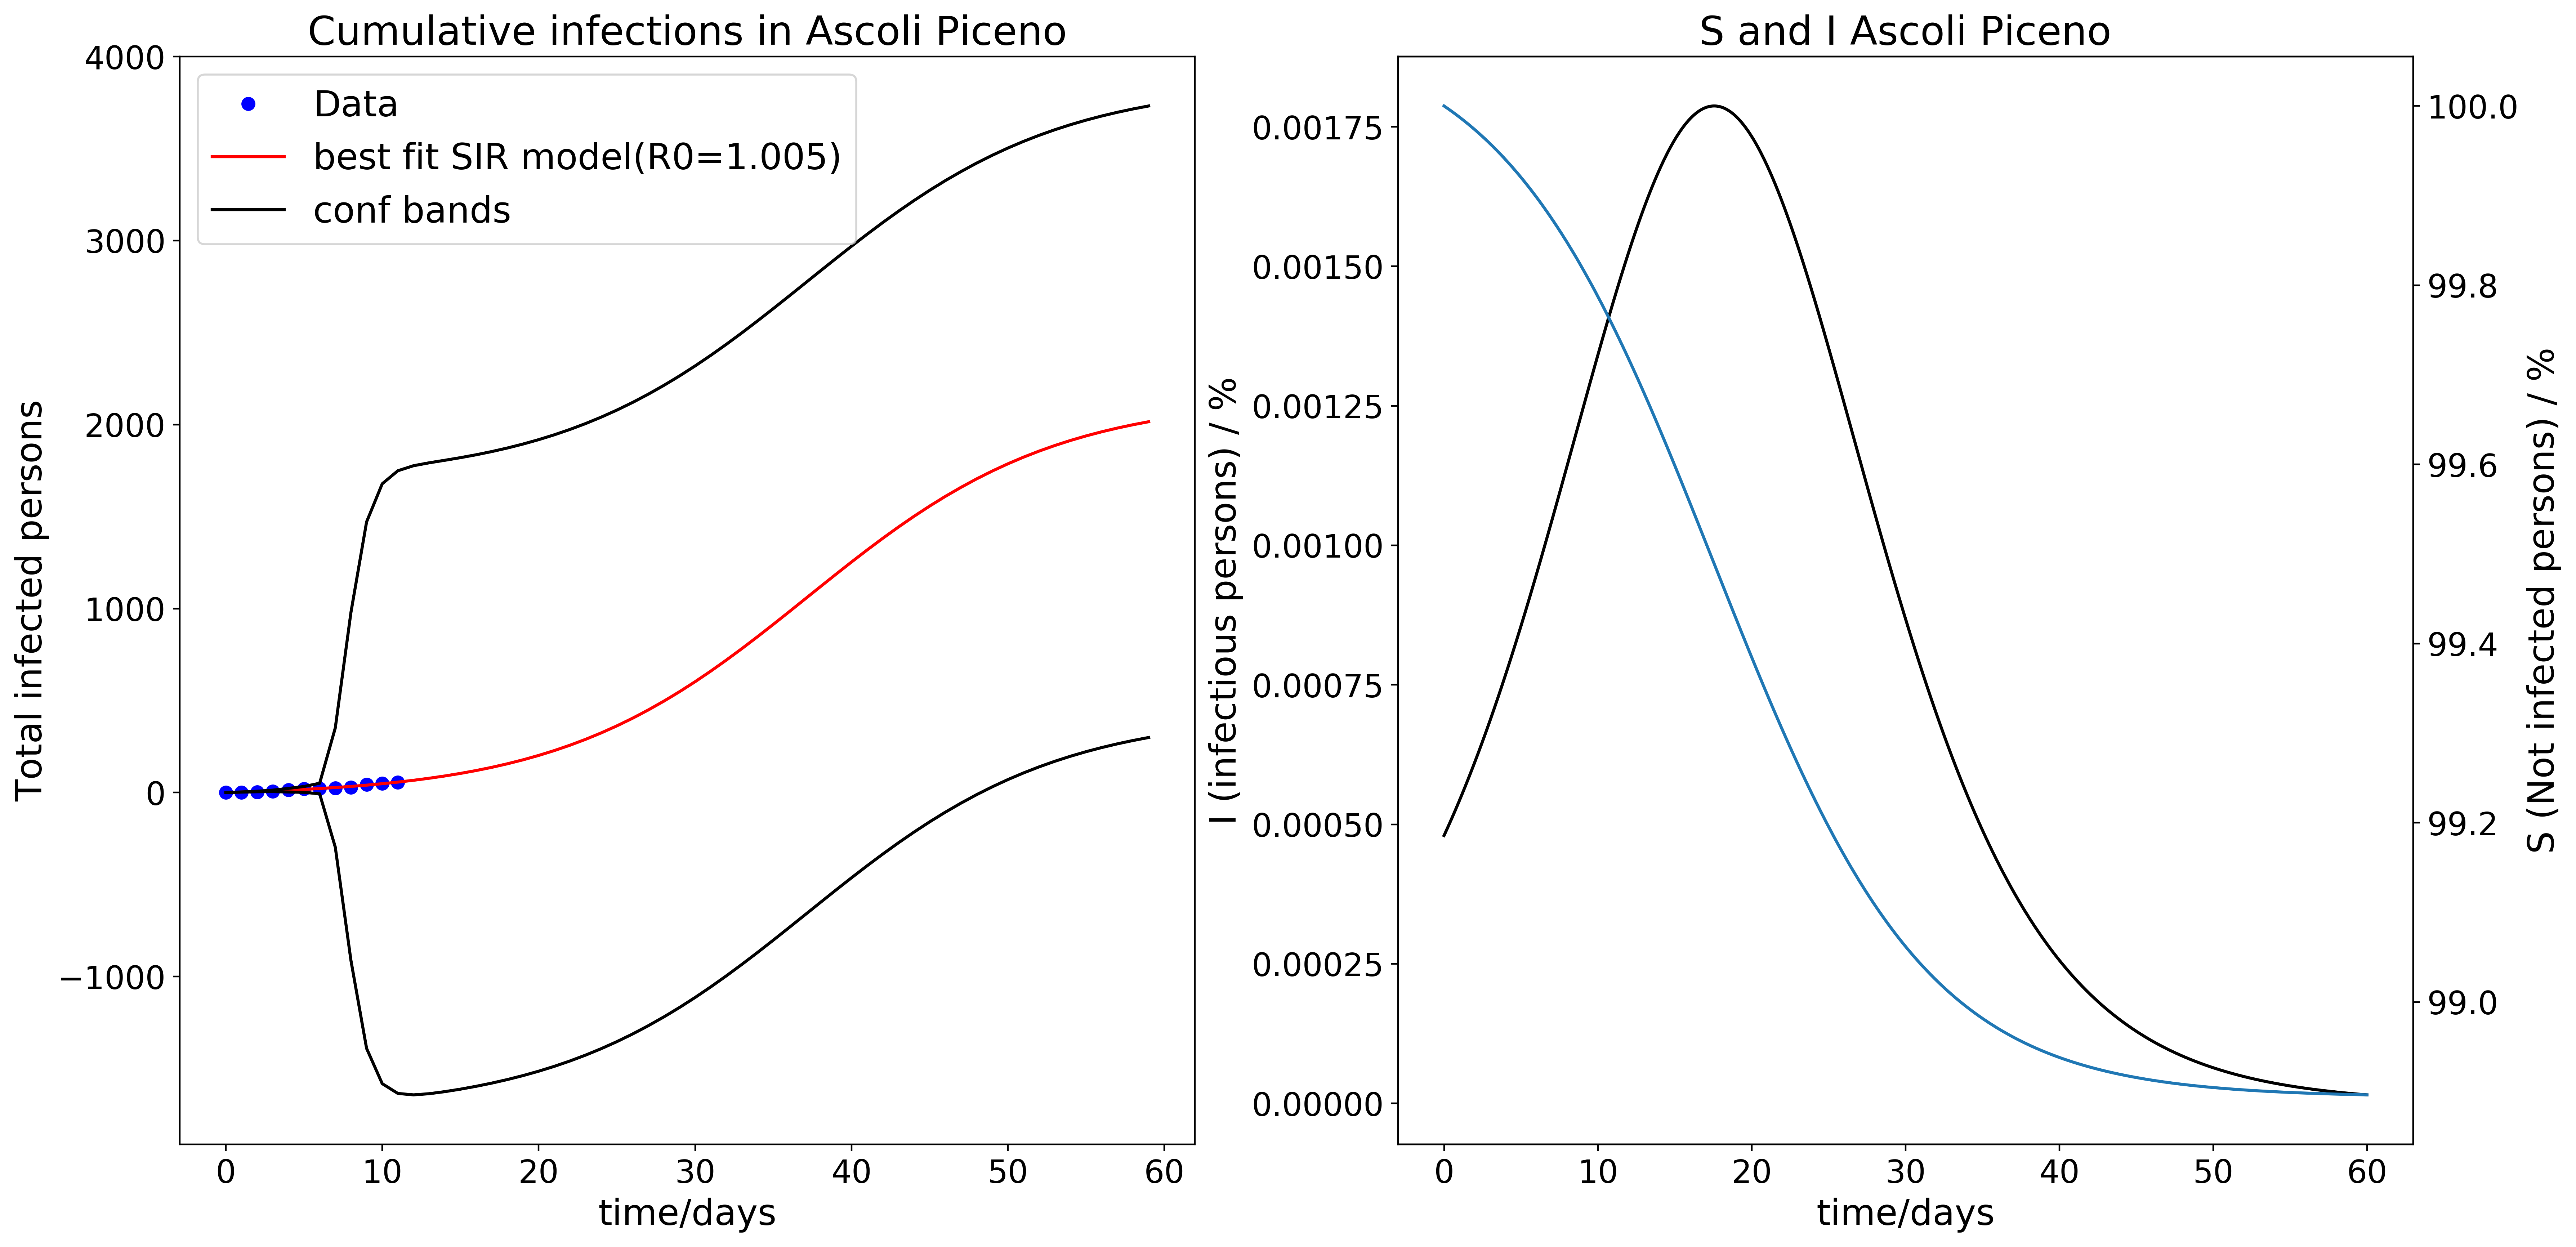 Cumulative infections in Ascoli Piceno
4000
3000
2000
1000
0
−1000
Total infected persons
Data
best fit SIR model(R0=1.005)
conf bands
0 10 20 30 40 50 60
time/days
S and I Ascoli Piceno
I (infectious persons) / %
0.00175
0.00150
0.00125
0.00100
0.00075
0.00050
0.00025
0.00000
100.0
99.8
99.6
99.4
99.2
99.0
S (Not infected persons) / %
0 10 20 30 40 50 60
time/days